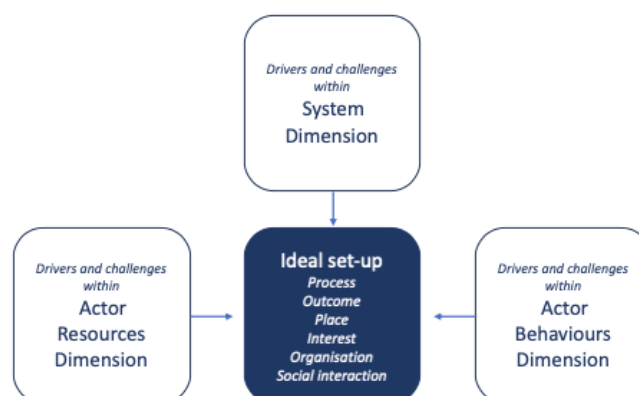 Drivers and challenges
within
System
Dimension
Drivers and challenges
within
Actor
Resources
Dimension
Ideal set-up
Process
Outcome
Place
Interest
Organisation
Social interaction
Drivers and challenges
within
Actor
Behaviours
Dimension